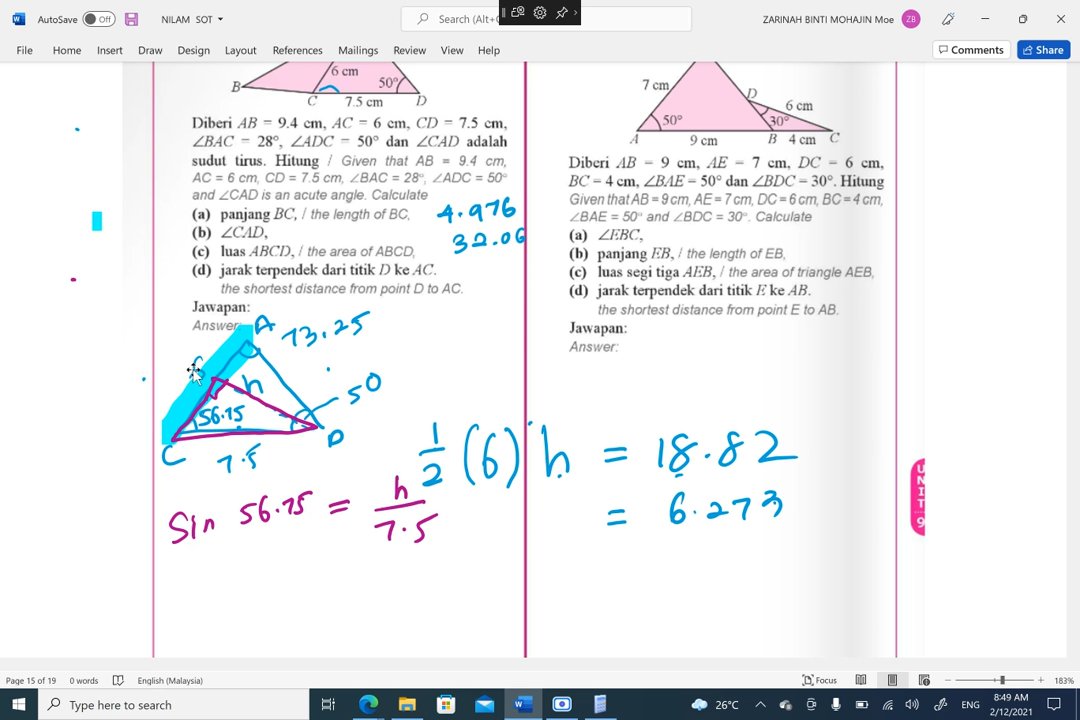 AutoSave Off NILAM SOT Search (Alt+ ZARINAH BINTI MOHAJIN Moe ZB
File Home Insert Draw Design Layout References Mailings Review View Help Comments Share
6 cm
50°
B
C
7.5 cm
D
Diberi AB = 9.4 cm, AC = 6 cm, CD = 7.5 cm,
∠BAC = 28°, ∠ADC = 50° dan ∠CAD adalah
sudut tirus. Hitung / Given that AB = 9.4 cm,
AC = 6 cm, CD = 7.5 cm, ∠BAC = 28°, ∠ADC = 50°
and ∠CAD is an acute angle. Calculate
(a) panjang BC, / the length of BC,
(b) ∠CAD,
(c) luas ABCD, / the area of ABCD,
(d) jarak terpendek dari titik D ke AC.
the shortest distance from point D to AC.
Jawapan:
Answer:
4.976
32.06
A
73.25
h
50
56.75
C
D
7.5
1/2 (6) h = 18.82
= 6.273
Sin 56.75 = h/7.5
7 cm
D
6 cm
50°
30°
A
9 cm
B
4 cm
C
Diberi AB = 9 cm, AE = 7 cm, DC = 6 cm,
BC = 4 cm, ∠BAE = 50° dan ∠BDC = 30°. Hitung
Given that AB = 9 cm, AE = 7 cm, DC = 6 cm, BC = 4 cm,
∠BAE = 50° and ∠BDC = 30°. Calculate
(a) ∠EBC,
(b) panjang EB, / the length of EB,
(c) luas segi tiga AEB, / the area of triangle AEB,
(d) jarak terpendek dari titik E ke AB.
the shortest distance from point E to AB.
Jawapan:
Answer:
UNIT
9
Page 15 of 19 0 words English (Malaysia) Focus 183%
Type here to search 26°C ENG 8:49 AM
2/12/2021